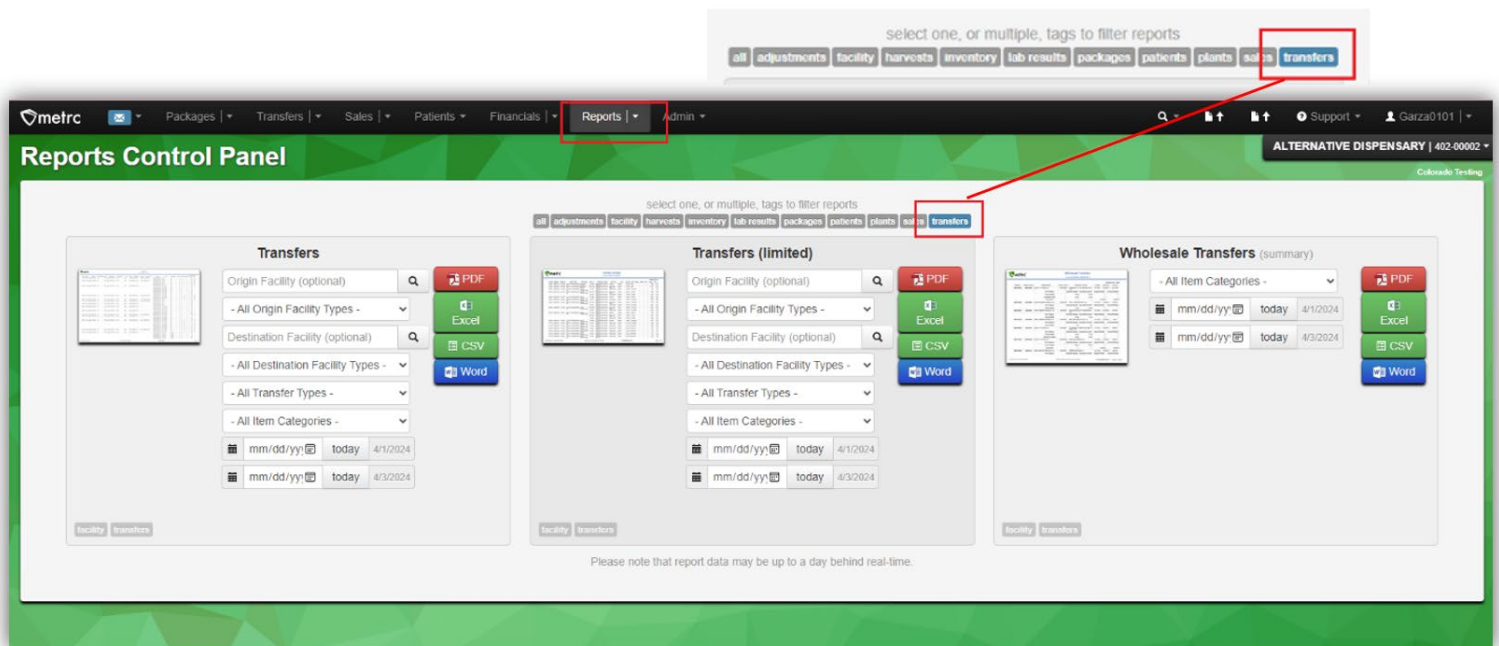 select one, or multiple, tags to filter reports
all adjustments facility harvests inventory lab results packages patients plants sales transfers
metrc Packages | Transfers | Sales | Patients Financials | Reports | Admin Support Garza0101 |
Reports Control Panel
ALTERNATIVE DISPENSARY | 402-00002
Colorado Testing
select one, or multiple, tags to filter reports
all adjustments facility harvests inventory lab results packages patients plants sales transfers
Transfers
Origin Facility (optional)
PDF
- All Origin Facility Types -
Excel
Destination Facility (optional)
CSV
- All Destination Facility Types -
Word
- All Transfer Types -
- All Item Categories -
mm/dd/yy today 4/1/2024
mm/dd/yy today 4/3/2024
facility transfers
Transfers (limited)
Origin Facility (optional)
PDF
- All Origin Facility Types -
Excel
Destination Facility (optional)
CSV
- All Destination Facility Types -
Word
- All Transfer Types -
- All Item Categories -
mm/dd/yy today 4/1/2024
mm/dd/yy today 4/3/2024
facility transfers
Wholesale Transfers (summary)
- All Item Categories -
PDF
mm/dd/yy today 4/1/2024
Excel
mm/dd/yy today 4/3/2024
CSV
Word
facility transfers
Please note that report data may be up to a day behind real-time.